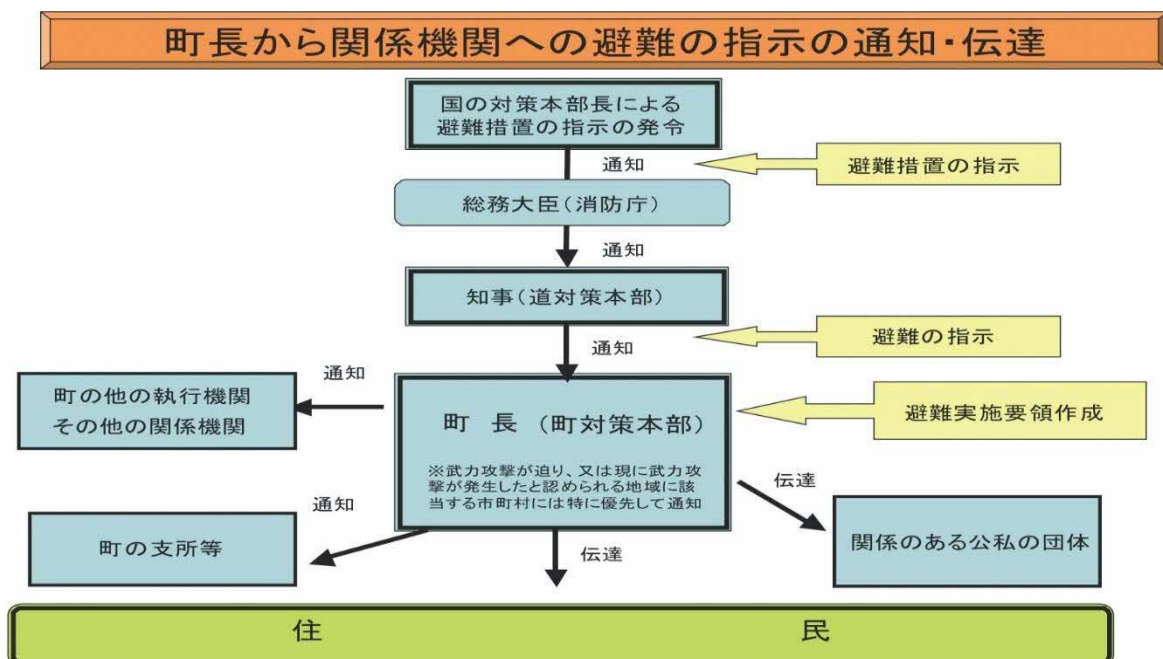 町長から関係機関への避難の指示の通知・伝達
国の対策本部長による
避難措置の指示の発令
通知
避難措置の指示
総務大臣（消防庁）
通知
知事（道対策本部）
通知
避難の指示
通知
町の他の執行機関
その他の関係機関
町 長 （町対策本部）
※武力攻撃が迫り、又は現に武力攻
撃が発生したと認められる地域に該
当する市町村には特に優先して通知
避難実施要領作成
通知
町の支所等
伝達
伝達
関係のある公私の団体
住 民